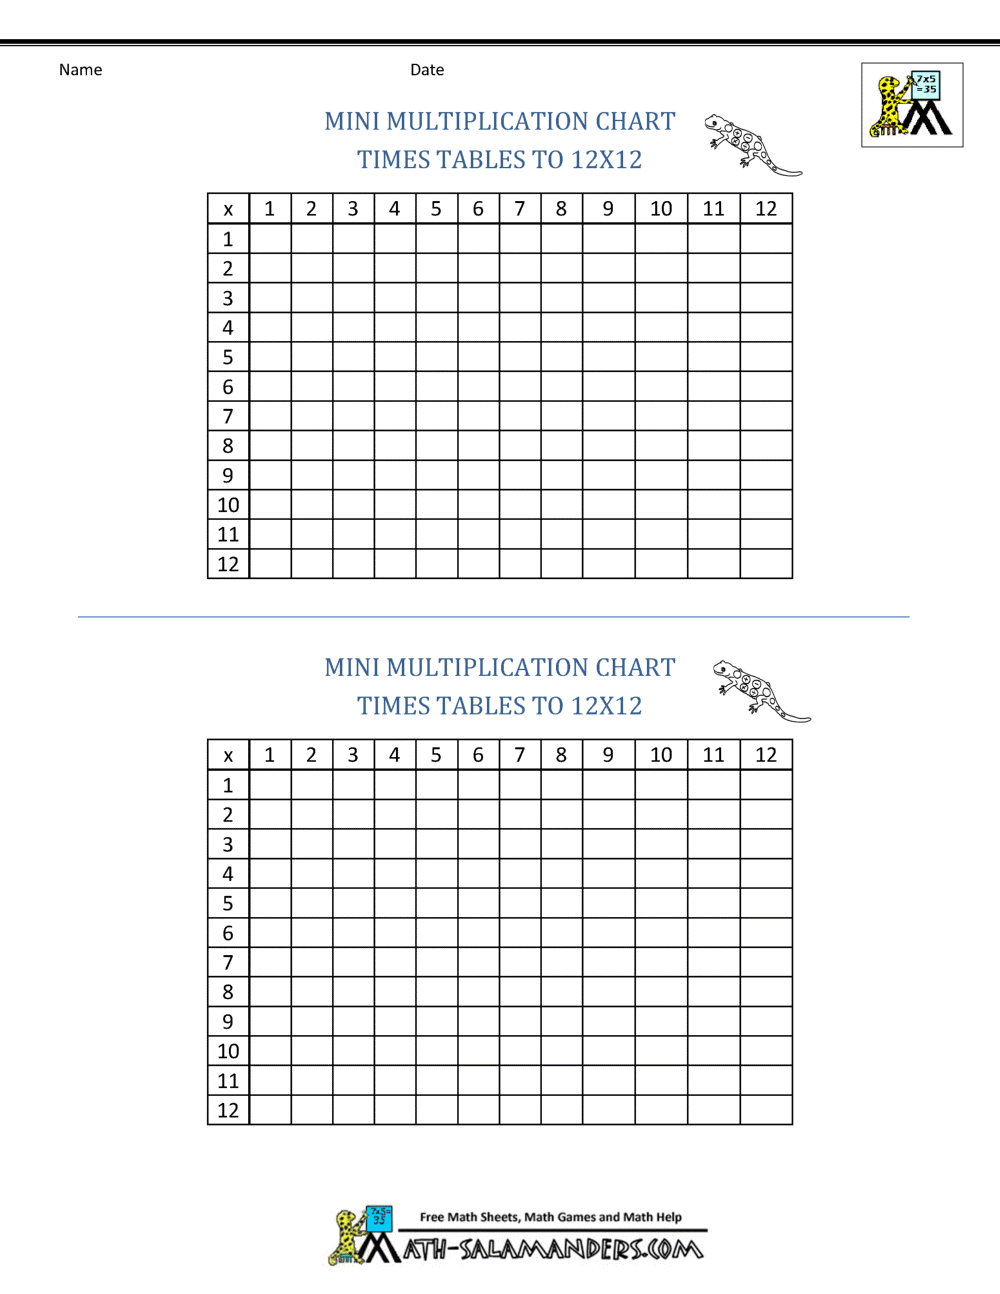 Name Date
7x5
=35
MINI MULTIPLICATION CHART
TIMES TABLES TO 12X12
x 1 2 3 4 5 6 7 8 9 10 11 12
1
2
3
4
5
6
7
8
9
10
11
12
MINI MULTIPLICATION CHART
TIMES TABLES TO 12X12
x 1 2 3 4 5 6 7 8 9 10 11 12
1
2
3
4
5
6
7
8
9
10
11
12
7x5=
35
Free Math Sheets, Math Games and Math Help
MATH-SALAMANDERS.COM